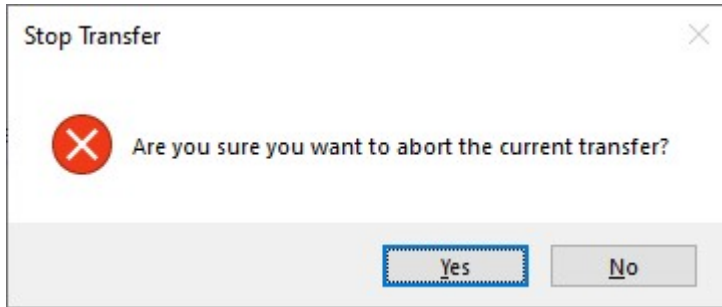 Stop Transfer
Are you sure you want to abort the current transfer?
Yes
No